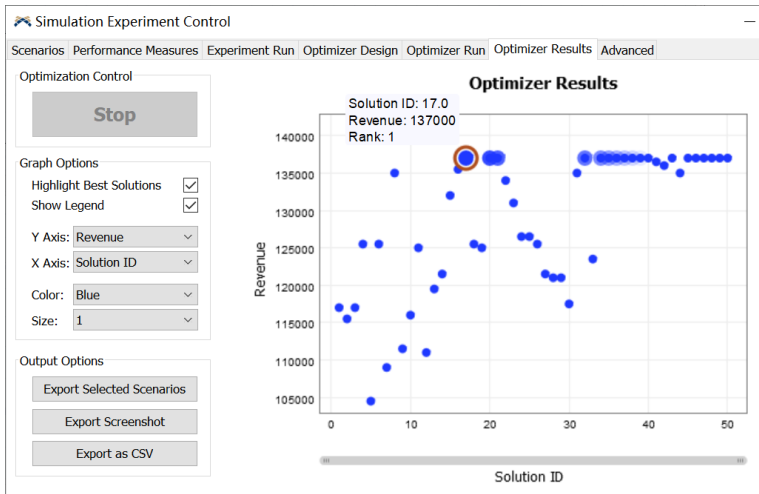 Simulation Experiment Control
Scenarios Performance Measures Experiment Run Optimizer Design Optimizer Run Optimizer Results Advanced
Optimization Control
Stop
Graph Options
Highlight Best Solutions
Show Legend
Y Axis: Revenue
X Axis: Solution ID
Color: Blue
Size: 1
Output Options
Export Selected Scenarios
Export Screenshot
Export as CSV
Optimizer Results
Solution ID: 17.0
Revenue: 137000
Rank: 1
Revenue
140000
135000
130000
125000
120000
115000
110000
105000
0 10 20 30 40 50
Solution ID